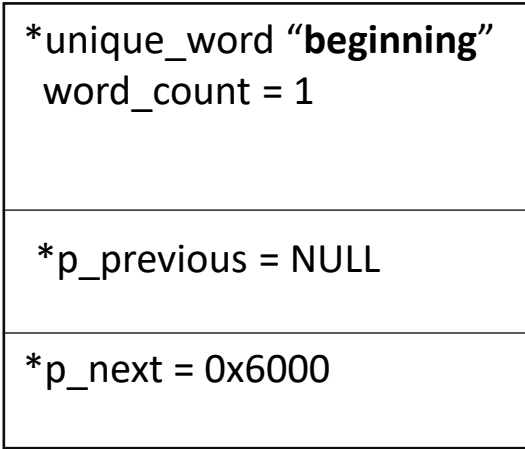 *unique_word “beginning”
word_count = 1
*p_previous = NULL
*p_next = 0x6000